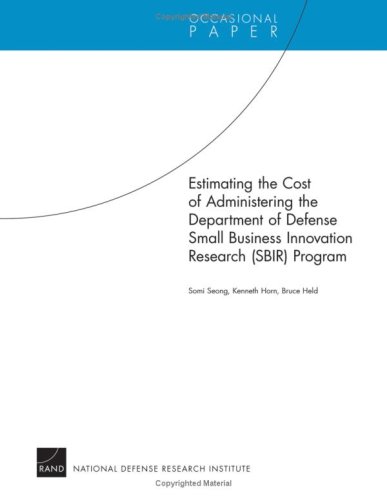 OCCASIONAL
Copyrighted Material
PAPER
Estimating the Cost
of Administering the
Department of Defense
Small Business Innovation
Research (SBIR) Program
Somi Seong, Kenneth Horn, Bruce Held
RAND
NATIONAL DEFENSE RESEARCH INSTITUTE
Copyrighted Material